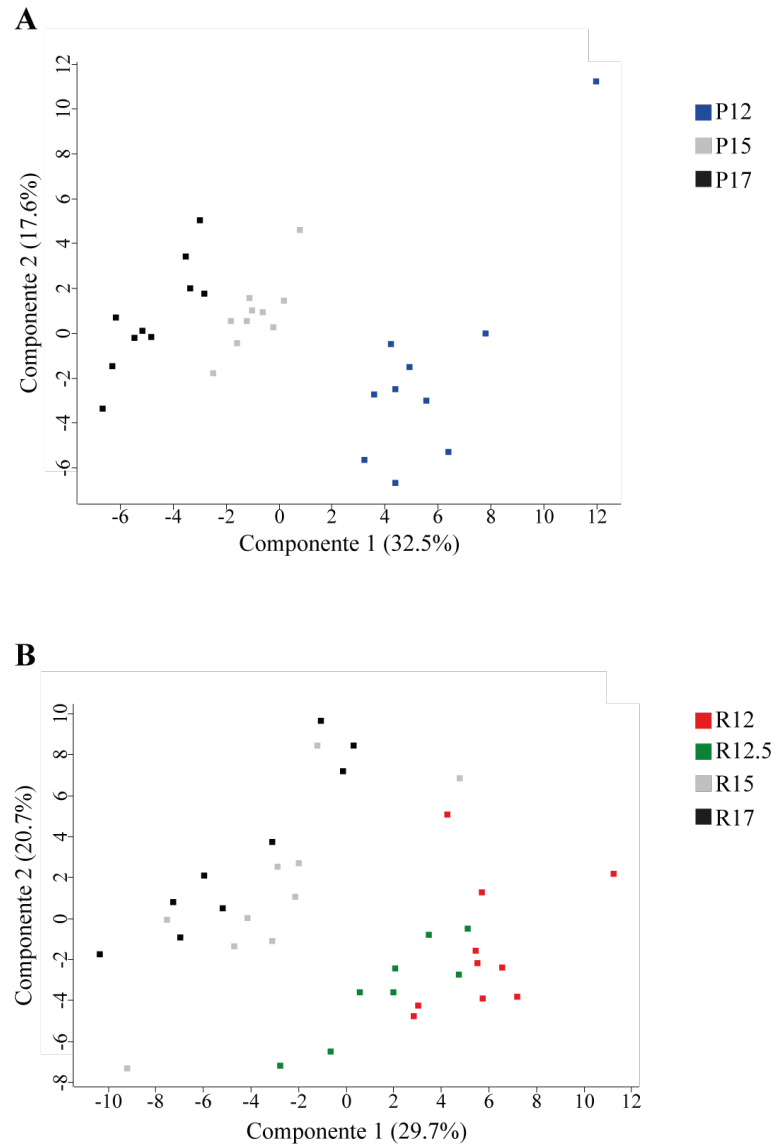 A
12
10
8
6
4
2
0
-2
-4
-6
Componente 2 (17.6%)
-6 -4 -2 0 2 4 6 8 10 12
Componente 1 (32.5%)
P12
P15
P17
B
10
8
6
4
2
0
-2
-4
-6
-8
Componente 2 (20.7%)
-10 -8 -6 -4 -2 0 2 4 6 8 10 12
Componente 1 (29.7%)
R12
R12.5
R15
R17